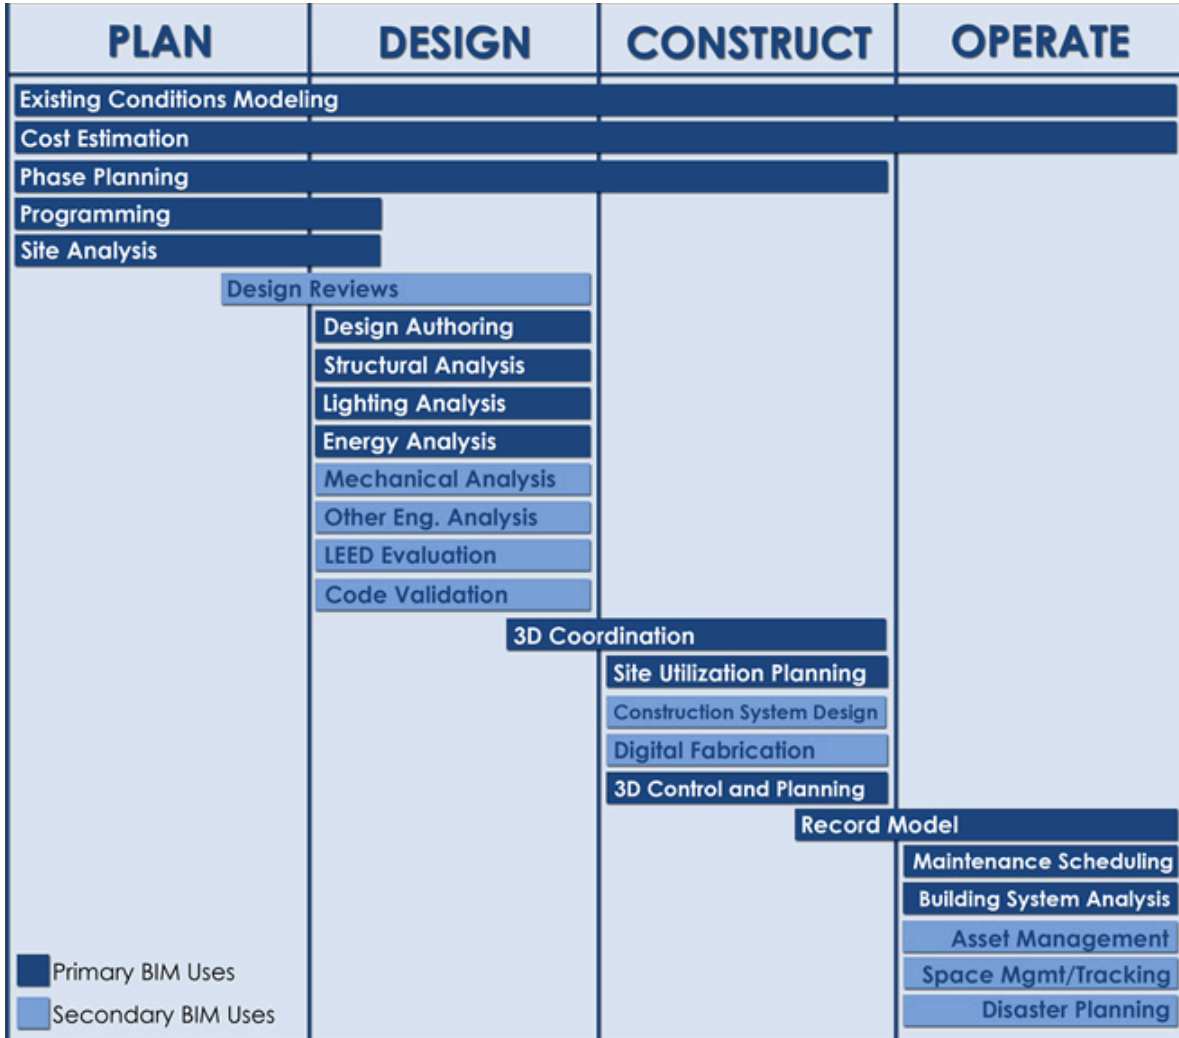 PLAN DESIGN CONSTRUCT OPERATE
Existing Conditions Modeling
Cost Estimation
Phase Planning
Programming
Site Analysis
Design Reviews
Design Authoring
Structural Analysis
Lighting Analysis
Energy Analysis
Mechanical Analysis
Other Eng. Analysis
LEED Evaluation
Code Validation
3D Coordination
Site Utilization Planning
Construction System Design
Digital Fabrication
3D Control and Planning
Record Model
Maintenance Scheduling
Building System Analysis
Asset Management
Space Mgmt/Tracking
Disaster Planning
Primary BIM Uses
Secondary BIM Uses